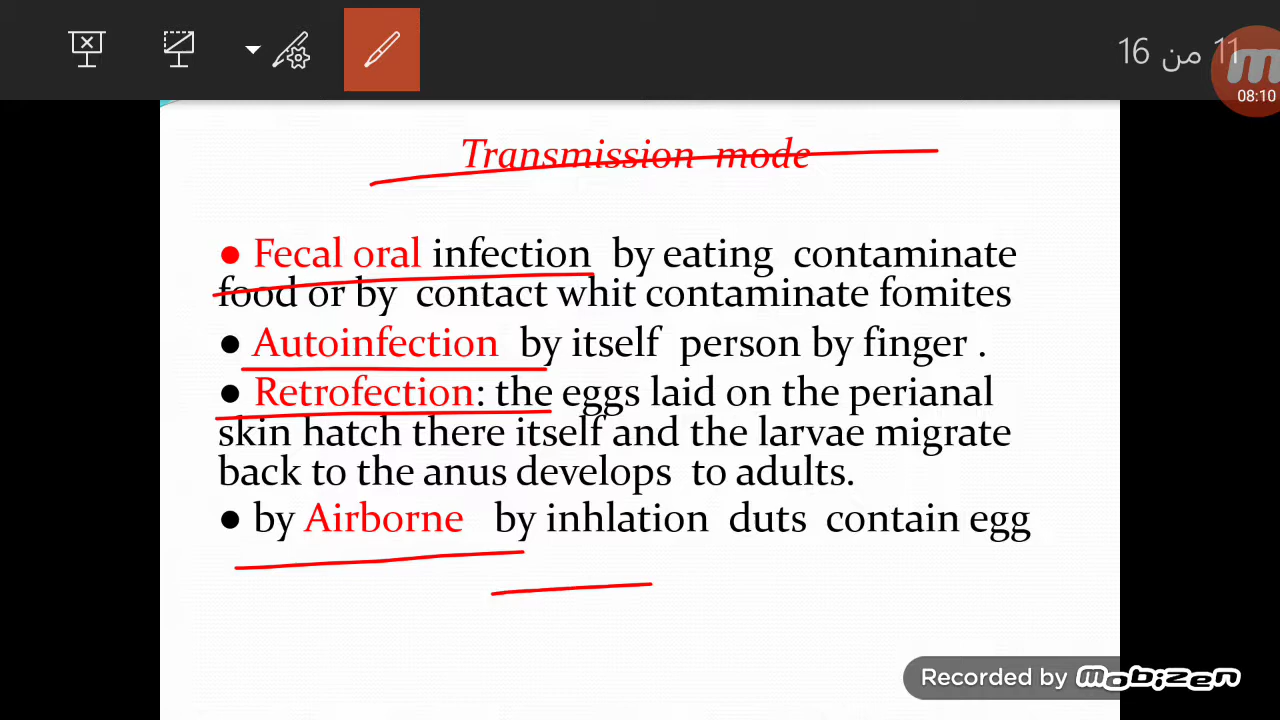 11 من 16
08:10
Transmission mode
● Fecal oral infection by eating contaminate
food or by contact whit contaminate fomites
● Autoinfection by itself person by finger .
● Retrofection: the eggs laid on the perianal
skin hatch there itself and the larvae migrate
back to the anus develops to adults.
● by Airborne by inhlation duts contain egg
Recorded by mobizen